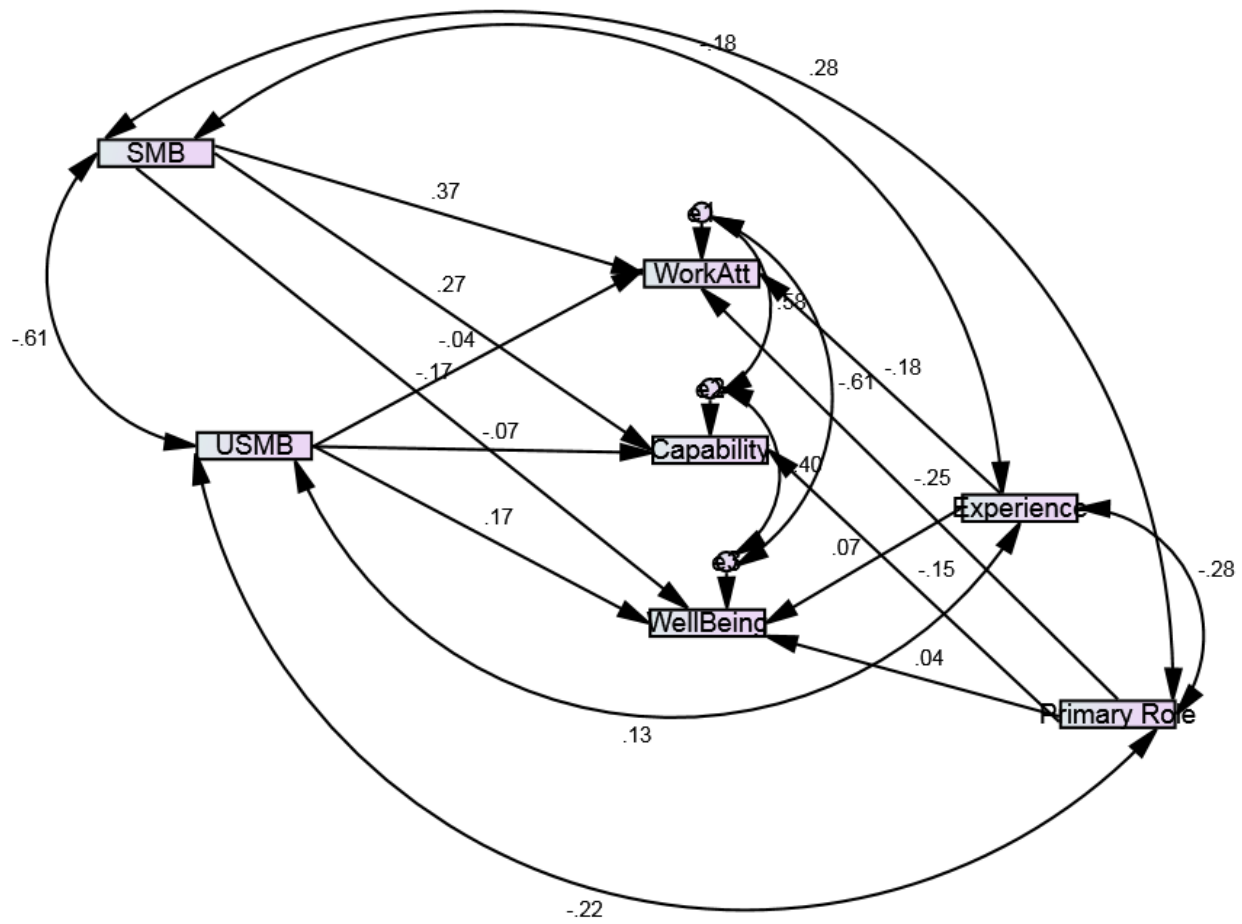 -.18
.28
SMB
.37
WorkAtt
.27
.58
-.04
-.61
-.17
-.18
-.61
USMB
-.07
Capability
.40
-.25
Experience
.17
.07
-.15
-.28
WellBeing
.04
Primary Role
.13
-.22